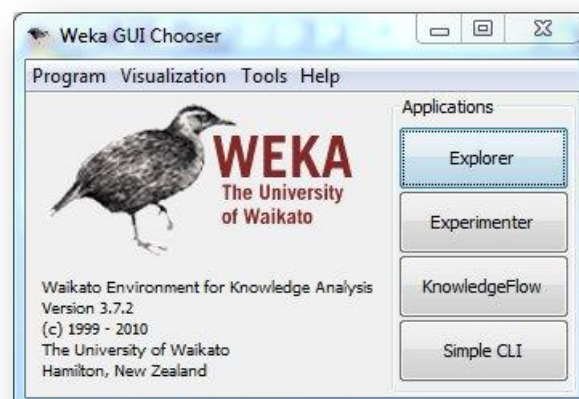 Weka GUI Chooser
Program Visualization Tools Help
WEKA
The University
of Waikato
Waikato Environment for Knowledge Analysis
Version 3.7.2
(c) 1999 - 2010
The University of Waikato
Hamilton, New Zealand
Applications
Explorer
Experimenter
KnowledgeFlow
Simple CLI